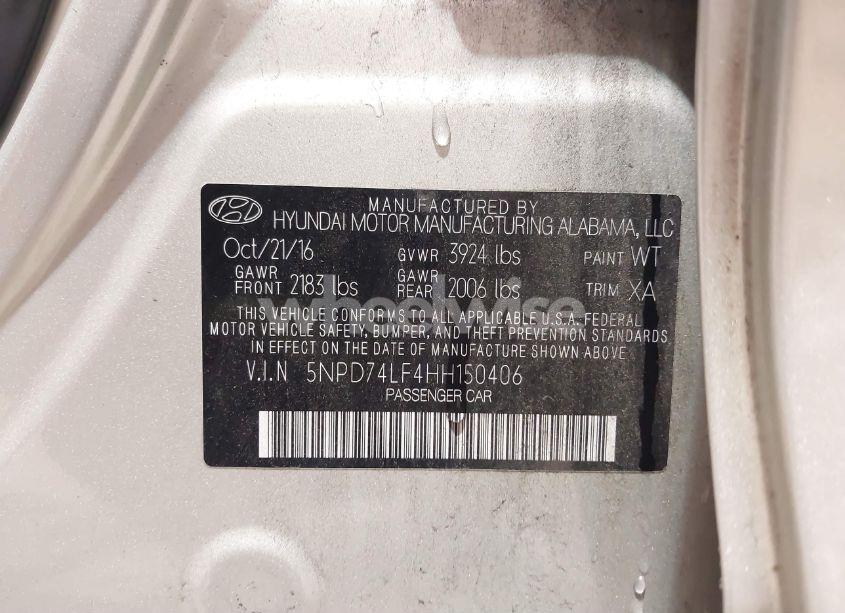 MANUFACTURED BY
HYUNDAI MOTOR MANUFACTURING ALABAMA, LLC
Oct/21/16 GVWR 3924 lbs PAINT WT
GAWR FRONT 2183 lbs GAWR REAR 2006 lbs TRIM XA
wheelwise
THIS VEHICLE CONFORMS TO ALL APPLICABLE U.S.A. FEDERAL
MOTOR VEHICLE SAFETY, BUMPER, AND THEFT PREVENTION STANDARDS
IN EFFECT ON THE DATE OF MANUFACTURE SHOWN ABOVE.
V.I.N 5NPD74LF4HH150406
PASSENGER CAR